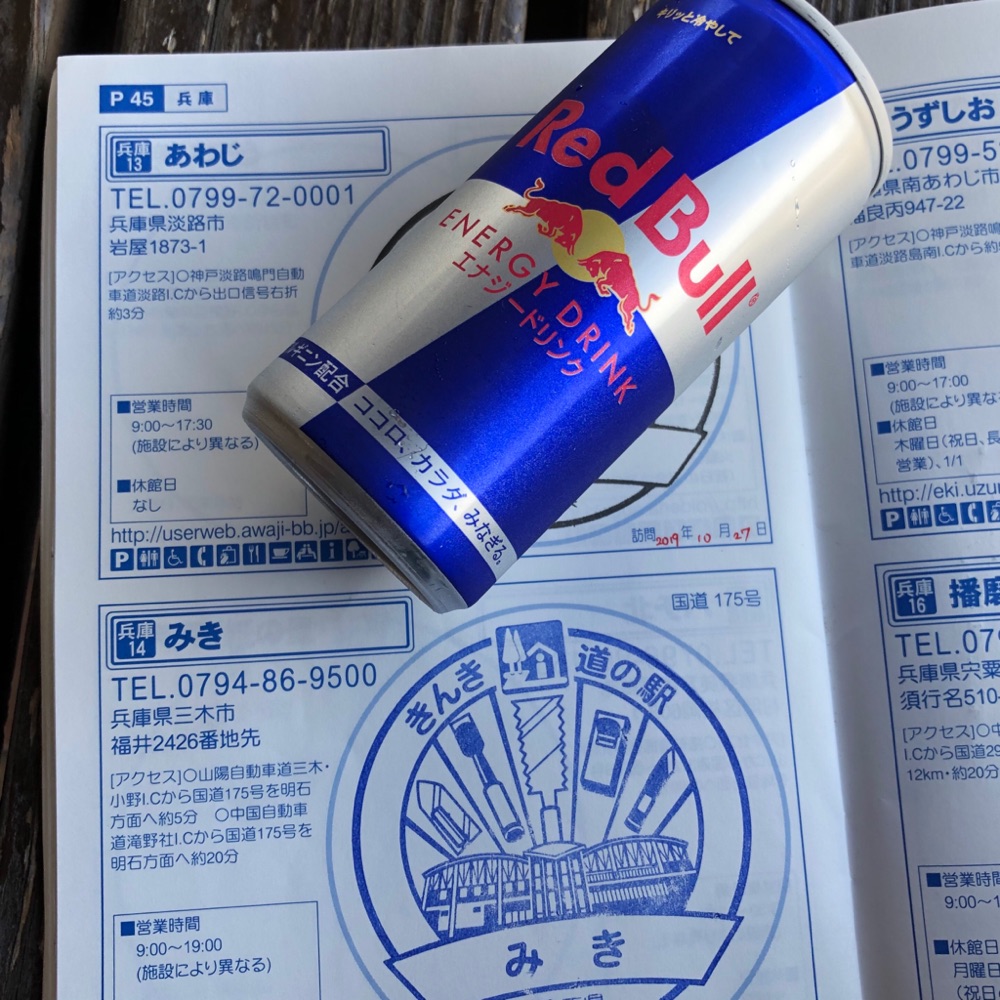 P 45 兵庫
兵庫 13 あわじ
TEL.0799-72-0001
兵庫県淡路市
岩屋1873-1
[アクセス]○神戸淡路鳴門自動
車道淡路I.Cから出口信号右折
約3分
■営業時間
9:00〜17:30
(施設により異なる)
■休館日
なし
http://userweb.awaji-bb.jp/a
訪問2019年10月27日
キリッと冷やして
Red Bull®
ENERGY DRINK
エナジードリンク
ギニン配合 ココロ、カラダ、みなぎる。
兵庫 14 みき
国道 175号
TEL.0794-86-9500
兵庫県三木市
福井2426番地先
[アクセス]○山陽自動車道三木・
小野I.Cから国道175号を明石
方面へ約5分 ○中国自動車
道滝野社I.Cから国道175号を
明石方面へ約20分
■営業時間
9:00〜19:00
(施設により異なる)
きんき 道の駅
みき
うずしお
.0799-5
県南あわじ市
福良丙947-22
○神戸淡路鳴
車道淡路島南I.Cから約
■営業時間
9:00〜17:00
(施設により異な
■休館日
木曜日(祝日、長
営業)、1/1
http://eki.uzu
兵庫 16 播磨
TEL.079
兵庫県宍粟
須行名510-
[アクセス]○中
I.Cから国道29
12km・約20分
■営業時間
9:00〜1
■休館日
月曜日
(祝日